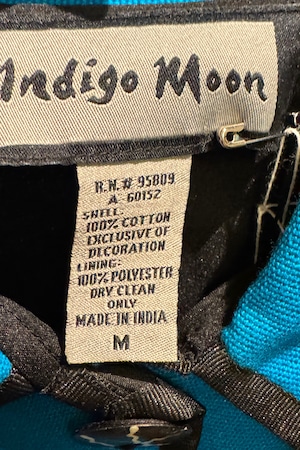 Indigo Moon
R.N.# 95809
A 60152
SHELL:
100% COTTON
EXCLUSIVE OF
DECORATION
LINING:
100% POLYESTER
DRY CLEAN
ONLY
MADE IN INDIA
M